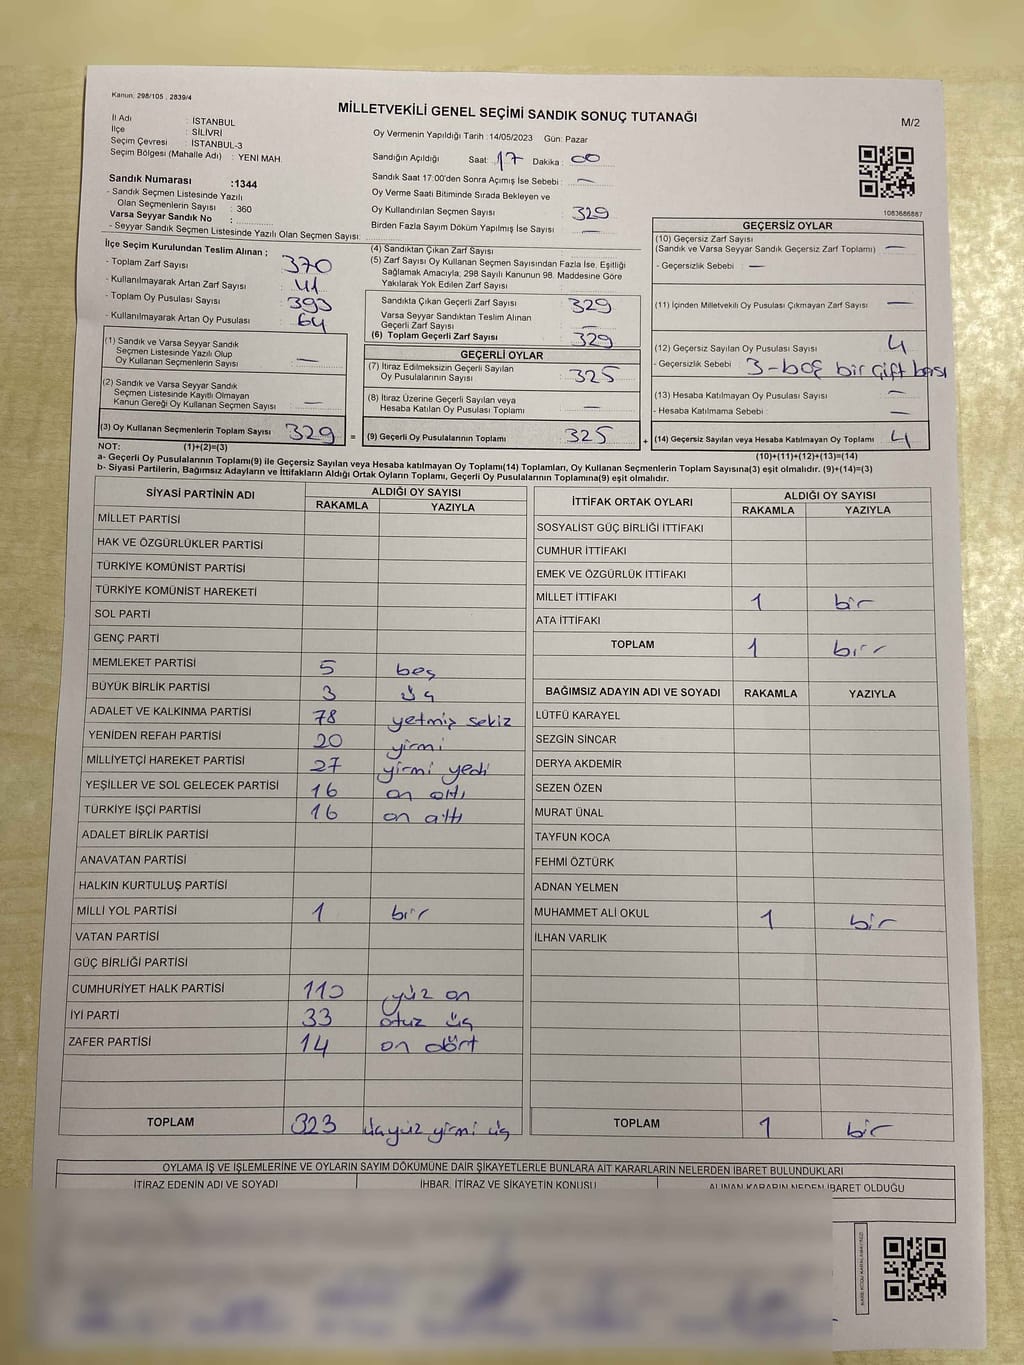 Kanun: 298/105 , 2839/4
MİLLETVEKİLİ GENEL SEÇİMİ SANDIK SONUÇ TUTANAĞI
M/2
İl Adı : İSTANBUL
İlçe : SİLİVRİ
Seçim Çevresi : İSTANBUL-3
Seçim Bölgesi (Mahalle Adı) : YENİ MAH.
Sandık Numarası :1344
- Sandık Seçmen Listesinde Yazılı
Olan Seçmenlerin Sayısı : 360
Varsa Seyyar Sandık No :
- Seyyar Sandık Seçmen Listesinde Yazılı Olan Seçmen Sayısı:
Oy Vermenin Yapıldığı Tarih : 14/05/2023 Gün: Pazar
Sandığın Açıldığı Saat: 17 Dakika : 00
Sandık Saat 17:00'den Sonra Açımış İse Sebebi : —
Oy Verme Saati Bitiminde Sırada Bekleyen ve
Oy Kullandırılan Seçmen Sayısı : 329
Birden Fazla Sayım Döküm Yapılmış İse Sayısı : —
1083686887
İlçe Seçim Kurulundan Teslim Alınan ;
- Toplam Zarf Sayısı : 370
- Kullanılmayarak Artan Zarf Sayısı : 41
- Toplam Oy Pusulası Sayısı : 393
- Kullanılmayarak Artan Oy Pusulası : 64
(1) Sandık ve Varsa Seyyar Sandık
Seçmen Listesinde Yazılı Olup
Oy Kullanan Seçmenlerin Sayısı : —
(2) Sandık ve Varsa Seyyar Sandık
Seçmen Listesinde Kayıtlı Olmayan
Kanun Gereği Oy Kullanan Seçmen Sayısı : —
(3) Oy Kullanan Seçmenlerin Toplam Sayısı : 329 =
(1)+(2)=(3)
(4) Sandıktan Çıkan Zarf Sayısı :
(5) Zarf Sayısı Oy Kullanan Seçmen Sayısından Fazla İse, Eşitliği
Sağlamak Amacıyla, 298 Sayılı Kanunun 98. Maddesine Göre
Yakılarak Yok Edilen Zarf Sayısı :
Sandıkta Çıkan Geçerli Zarf Sayısı : 329
Varsa Seyyar Sandıktan Teslim Alınan
Geçerli Zarf Sayısı : —
(6) Toplam Geçerli Zarf Sayısı : 329
GEÇERLİ OYLAR
(7) İtiraz Edilmeksizin Geçerli Sayılan
Oy Pusulalarının Sayısı : 325
(8) İtiraz Üzerine Geçerli Sayılan veya
Hesaba Katılan Oy Pusulası Toplamı : —
(9) Geçerli Oy Pusulalarının Toplamı : 325 +
GEÇERSİZ OYLAR
(10) Geçersiz Zarf Sayısı
(Sandık ve Varsa Seyyar Sandık Geçersiz Zarf Toplamı) : —
- Geçersizlik Sebebi : —
(11) İçinden Milletvekili Oy Pusulası Çıkmayan Zarf Sayısı : —
(12) Geçersiz Sayılan Oy Pusulası Sayısı : 4
- Geçersizlik Sebebi : 3-boş bir çift bası
(13) Hesaba Katılmayan Oy Pusulası Sayısı : —
- Hesaba Katılmama Sebebi : —
(14) Geçersiz Sayılan veya Hesaba Katılmayan Oy Toplamı : 4
(10)+(11)+(12)+(13)=(14)
NOT:
a- Geçerli Oy Pusulalarının Toplamı(9) ile Geçersiz Sayılan veya Hesaba katılmayan Oy Toplamı(14) Toplamları, Oy Kullanan Seçmenlerin Toplam Sayısına(3) eşit olmalıdır. (9)+(14)=(3)
b- Siyasi Partilerin, Bağımsız Adayların ve İttifakların Aldığı Ortak Oyların Toplamı, Geçerli Oy Pusulalarının Toplamına(9) eşit olmalıdır.
SİYASİ PARTİNİN ADI ALDIĞI OY SAYISI
RAKAMLA YAZIYLA
MİLLET PARTİSİ
HAK VE ÖZGÜRLÜKLER PARTİSİ
TÜRKİYE KOMÜNİST PARTİSİ
TÜRKİYE KOMÜNİST HAREKETİ
SOL PARTİ
GENÇ PARTİ
MEMLEKET PARTİSİ 5 beş
BÜYÜK BİRLİK PARTİSİ 3 üç
ADALET VE KALKINMA PARTİSİ 78 yetmiş sekiz
YENİDEN REFAH PARTİSİ 20 yirmi
MİLLİYETÇİ HAREKET PARTİSİ 27 yirmi yedi
YEŞİLLER VE SOL GELECEK PARTİSİ 16 on altı
TÜRKİYE İŞÇİ PARTİSİ 16 on altı
ADALET BİRLİK PARTİSİ
ANAVATAN PARTİSİ
HALKIN KURTULUŞ PARTİSİ
MİLLİ YOL PARTİSİ 1 bir
VATAN PARTİSİ
GÜÇ BİRLİĞİ PARTİSİ
CUMHURİYET HALK PARTİSİ 110 yüz on
İYİ PARTİ 33 otuz üç
ZAFER PARTİSİ 14 on dört
TOPLAM 323 üçyüz yirmi üç
İTTİFAK ORTAK OYLARI ALDIĞI OY SAYISI
RAKAMLA YAZIYLA
SOSYALİST GÜÇ BİRLİĞİ İTTİFAKI
CUMHUR İTTİFAKI
EMEK VE ÖZGÜRLÜK İTTİFAKI
MİLLET İTTİFAKI 1 bir
ATA İTTİFAKI
TOPLAM 1 bir
BAĞIMSIZ ADAYIN ADI VE SOYADI RAKAMLA YAZIYLA
LÜTFÜ KARAYEL
SEZGİN SİNCAR
DERYA AKDEMİR
SEZEN ÖZEN
MURAT ÜNAL
TAYFUN KOCA
FEHMİ ÖZTÜRK
ADNAN YELMEN
MUHAMMET ALİ OKUL 1 bir
İLHAN VARLIK
TOPLAM 1 bir
OYLAMA İŞ VE İŞLEMLERİNE VE OYLARIN SAYIM DÖKÜMÜNE DAİR ŞİKAYETLERLE BUNLARA AİT KARARLARIN NELERDEN İBARET BULUNDUKLARI
İTİRAZ EDENİN ADI VE SOYADI İHBAR, İTİRAZ VE ŞİKAYETİN KONUSU ALINAN KARARIN NEDEN İBARET OLDUĞU